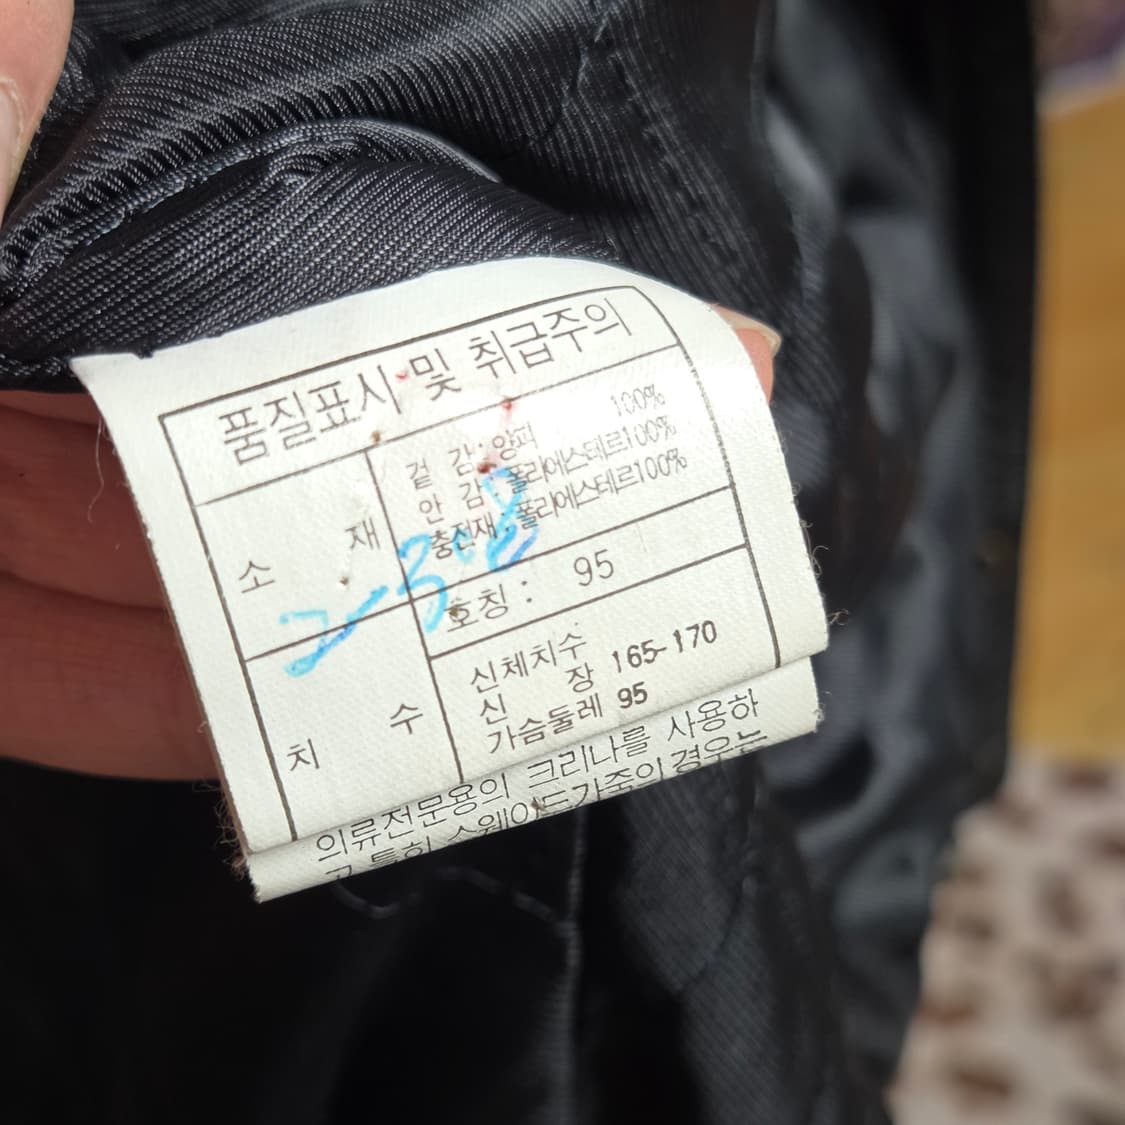 품질표시 및 취급주의
소 재
겉 감 : 양피 100%
안 감 : 폴리에스테르100%
충전재 : 폴리에스테르100%
치 수
호칭 : 95
신체치수
신 장 165-170
가슴둘레 95
의류전문용의 크리나를 사용하
고 특히 스웨이드가죽의 경우는